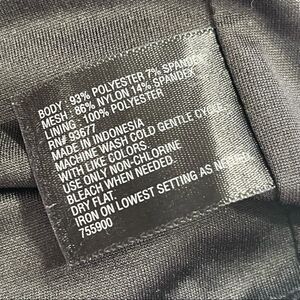 BODY : 93% POLYESTER 7% SPANDEX
MESH : 86% NYLON 14% SPANDEX
LINING : 100% POLYESTER
RN# 93677
MADE IN INDONESIA
MACHINE WASH COLD GENTLE CYCLE
WITH LIKE COLORS.
USE ONLY NON-CHLORINE
BLEACH WHEN NEEDED.
DRY FLAT.
IRON ON LOWEST SETTING AS NEEDED.
755900